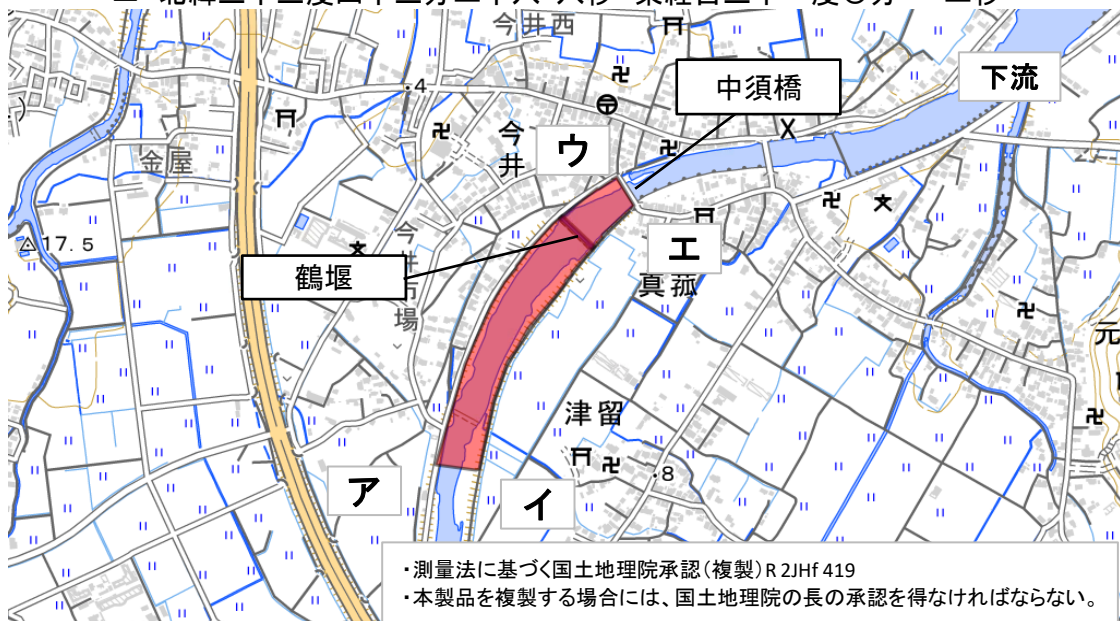 今井西
中須橋
下流
・4
今井
ウ
金屋
17.5
今井市場
エ
鶴堰
真菰
元
津留
・8
ア
イ
・測量法に基づく国土地理院承認(複製)R 2JHf 419
・本製品を複製する場合には、国土地理院の長の承認を得なければならない。